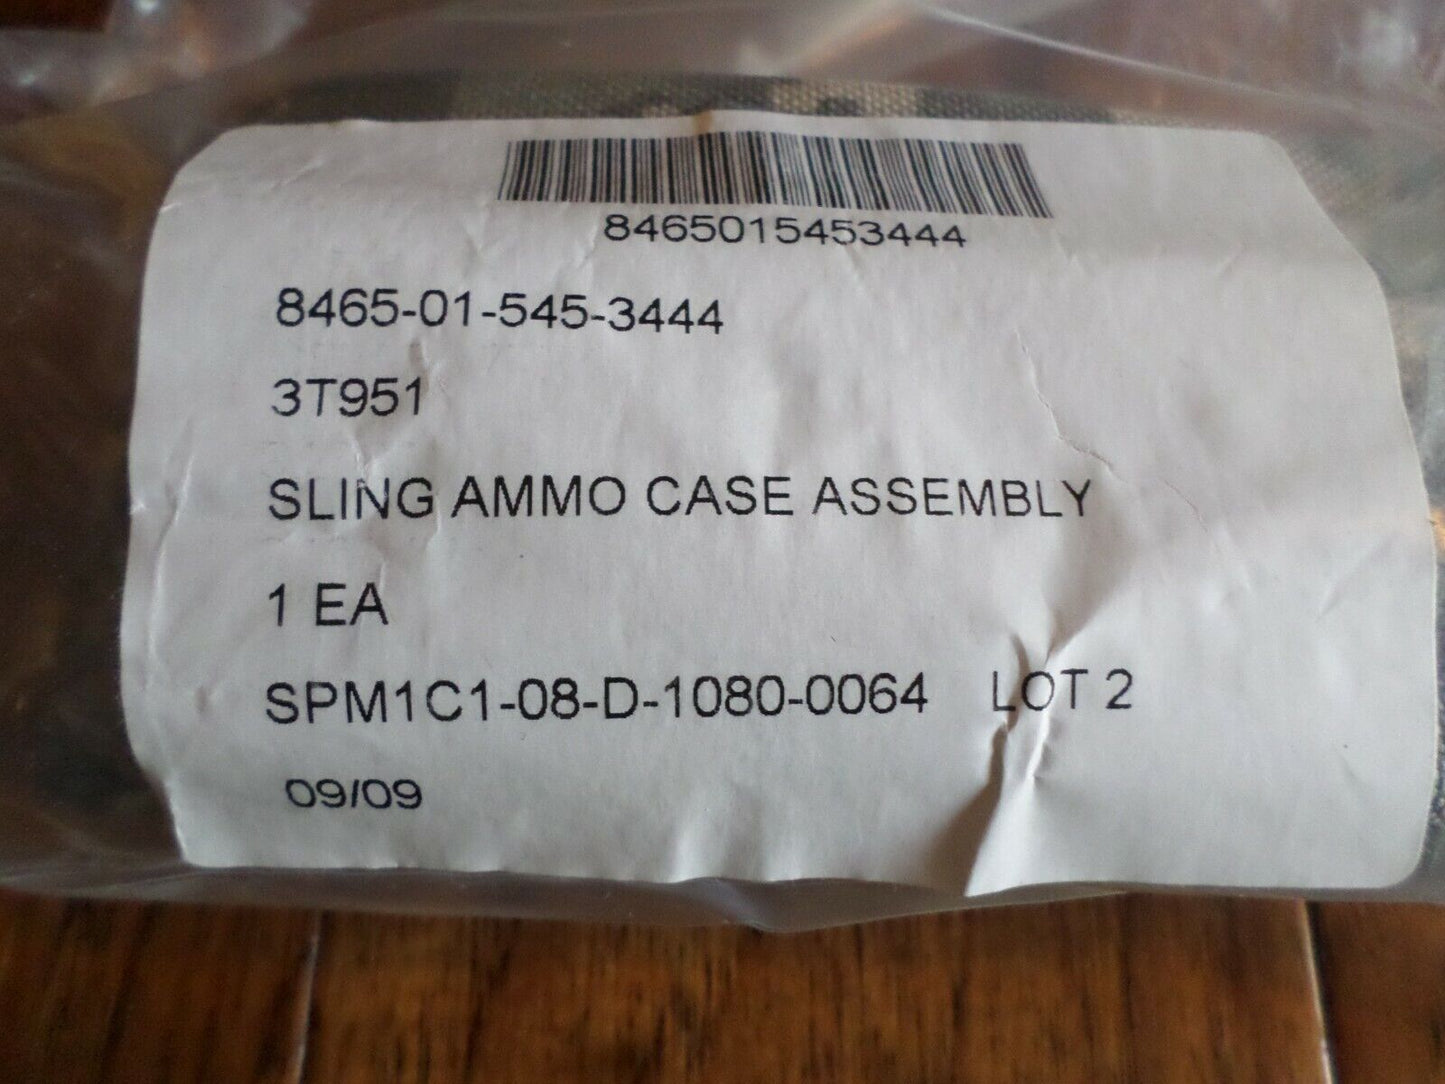 8465015453444
8465-01-545-3444
3T951
SLING AMMO CASE ASSEMBLY
1 EA
SPM1C1-08-D-1080-0064 LOT 2
09/09